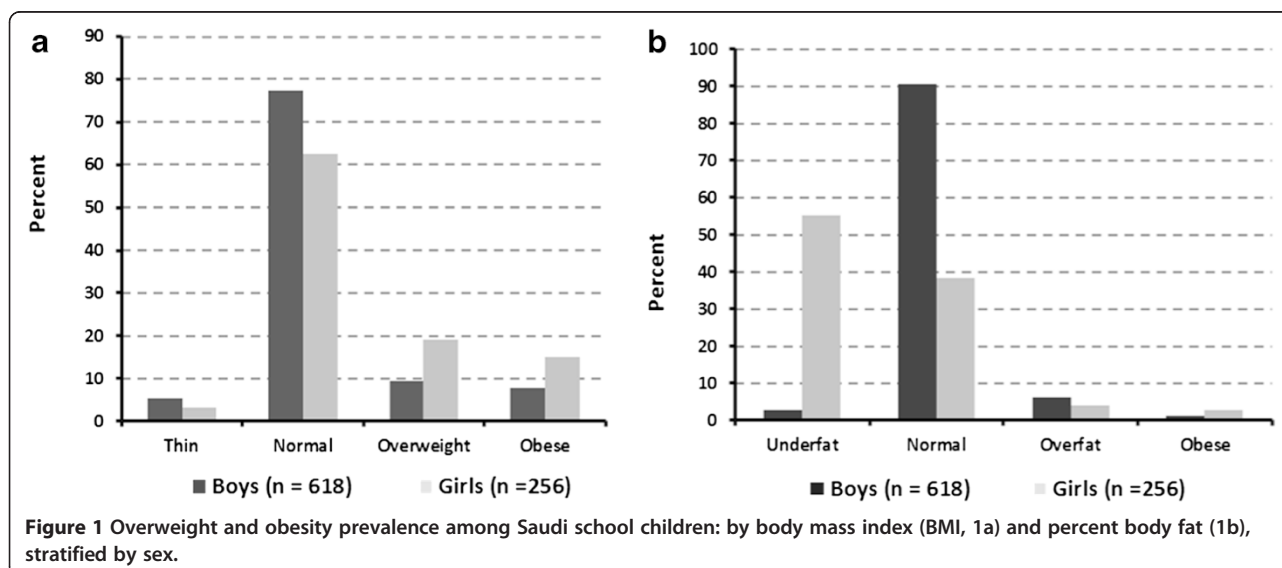 a
90
80
70
60
50
40
30
20
10
0
Percent
Thin Normal Overweight Obese
Boys (n = 618) Girls (n =256)
b
100
90
80
70
60
50
40
30
20
10
0
Percent
Underfat Normal Overfat Obese
Boys (n = 618) Girls (n =256)
Figure 1 Overweight and obesity prevalence among Saudi school children: by body mass index (BMI, 1a) and percent body fat (1b),
stratified by sex.